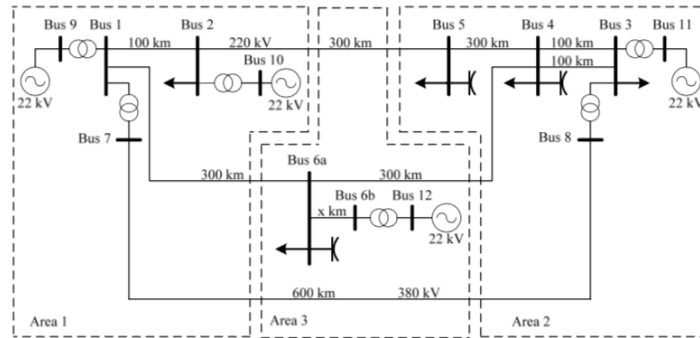 Bus 9 Bus 1 Bus 2 Bus 5 Bus 4 Bus 3 Bus 11
100 km 220 kV 300 km 300 km 100 km
Bus 10 100 km
22 kV 22 kV 22 kV
Bus 7 Bus 8
Bus 6a
300 km 300 km
Bus 6b Bus 12
x km
22 kV
600 km 380 kV
Area 1 Area 3 Area 2